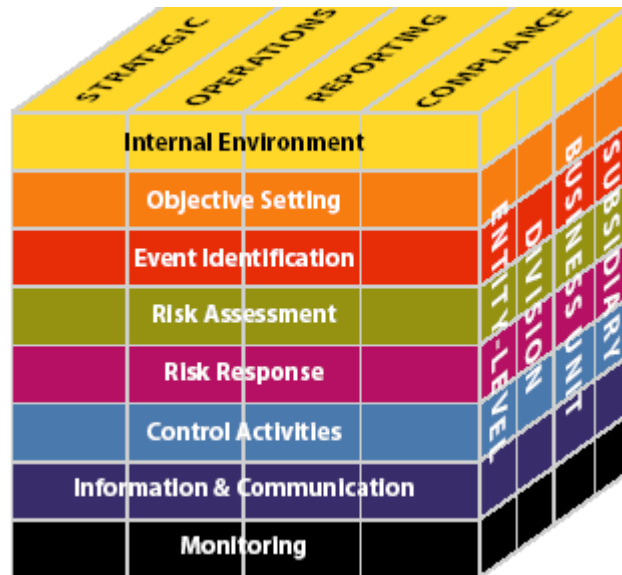 STRATEGIC
OPERATIONS
REPORTING
COMPLIANCE
Internal Environment
Objective Setting
Event Identification
Risk Assessment
Risk Response
Control Activities
Information & Communication
Monitoring
ENTITY-LEVEL
DIVISION
BUSINESS UNIT
SUBSIDIARY